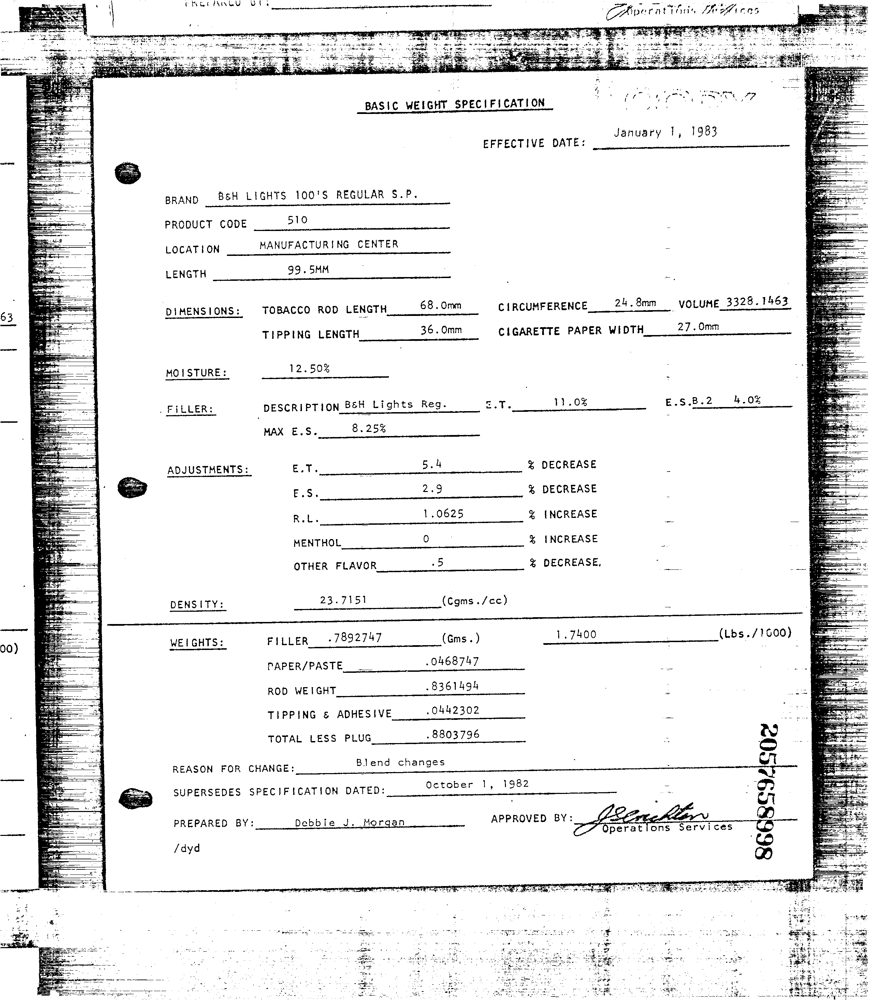 PREPARED BY:
Operations Services
BASIC WEIGHT SPECIFICATION
EFFECTIVE DATE: January 1, 1983
BRAND B&H LIGHTS 100'S REGULAR S.P.
PRODUCT CODE 510
LOCATION MANUFACTURING CENTER
LENGTH 99.5MM
DIMENSIONS: TOBACCO ROD LENGTH 68.0mm CIRCUMFERENCE 24.8mm VOLUME 3328.1463
63
TIPPING LENGTH 36.0mm CIGARETTE PAPER WIDTH 27.0mm
MOISTURE: 12.50%
FILLER: DESCRIPTION B&H Lights Reg. E.T. 11.0% E.S.B.2 4.0%
MAX E.S. 8.25%
ADJUSTMENTS: E.T. 5.4 % DECREASE
E.S. 2.9 % DECREASE
R.L. 1.0625 % INCREASE
MENTHOL 0 % INCREASE
OTHER FLAVOR .5 % DECREASE.
DENSITY: 23.7151 (Cgms./cc)
WEIGHTS: FILLER .7892747 (Gms.) 1.7400 (Lbs./1000)
00)
PAPER/PASTE .0468747
ROD WEIGHT .8361494
TIPPING & ADHESIVE .0442302
TOTAL LESS PLUG .8803796
REASON FOR CHANGE: Blend changes
SUPERSEDES SPECIFICATION DATED: October 1, 1982
PREPARED BY: Debbie J. Morgan APPROVED BY:
Operations Services
/dyd
2057658998